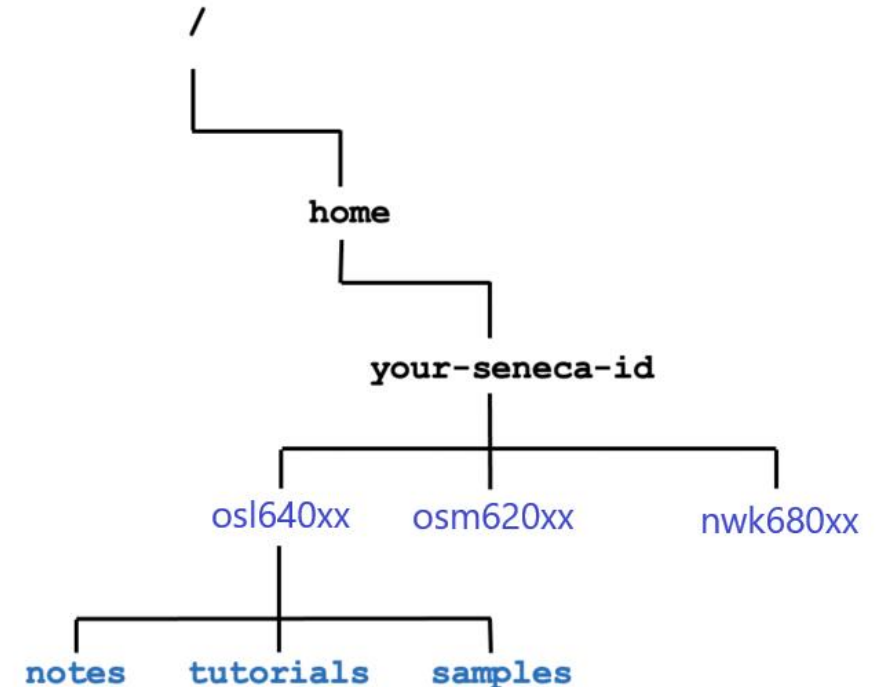 /
home
your-seneca-id
osl640xx osm620xx nwk680xx
notes tutorials samples